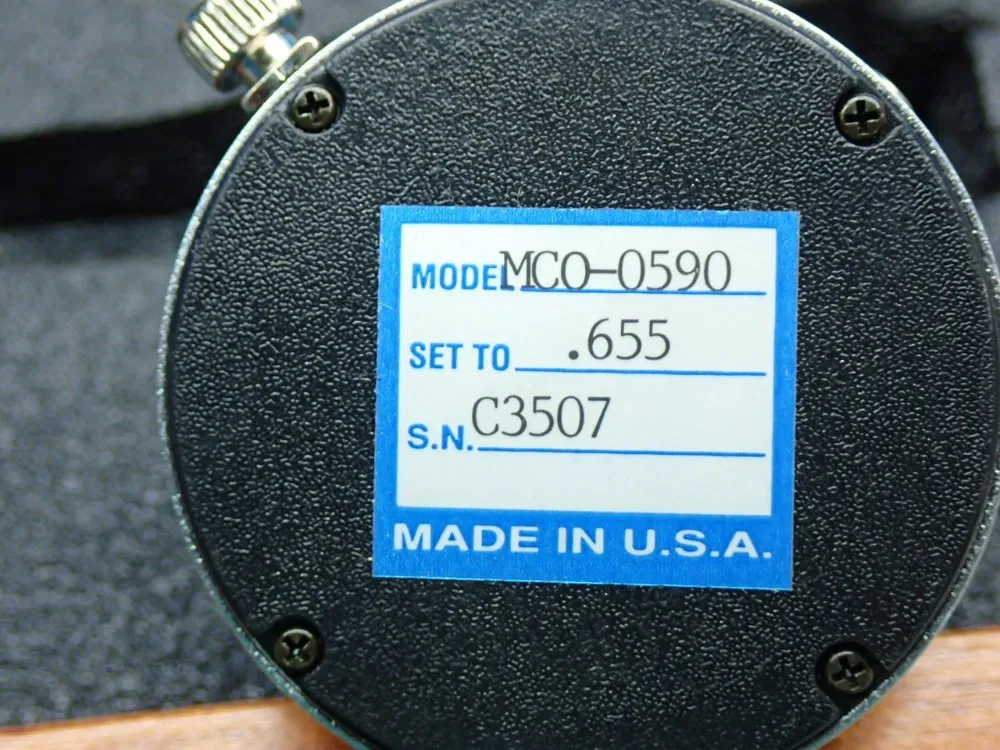 MODEL MCO-0590
SET TO .655
S.N. C3507
MADE IN U.S.A.